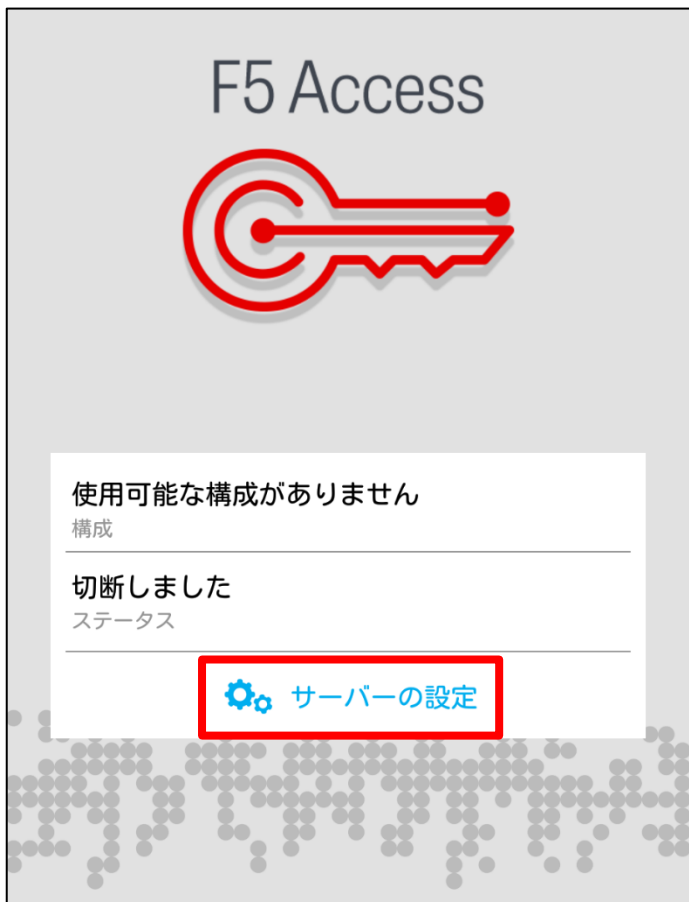 F5 Access
使用可能な構成がありません
構成
切断しました
ステータス
サーバーの設定